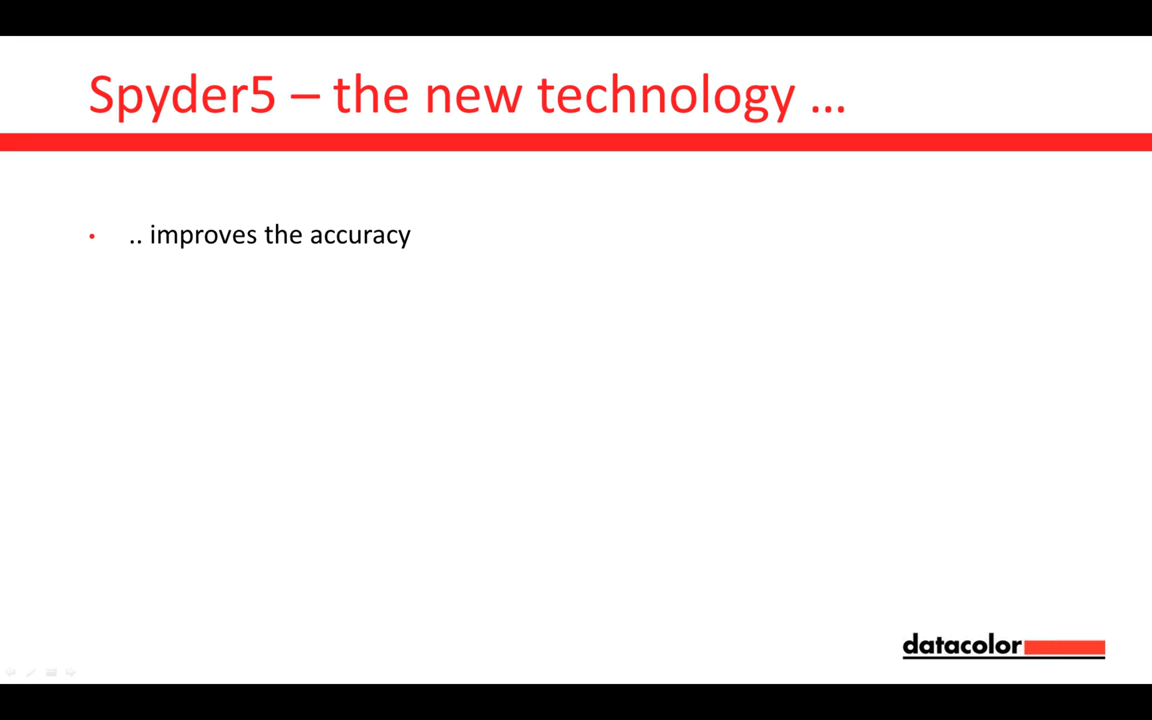 Spyder5 – the new technology ...
• .. improves the accuracy
datacolor